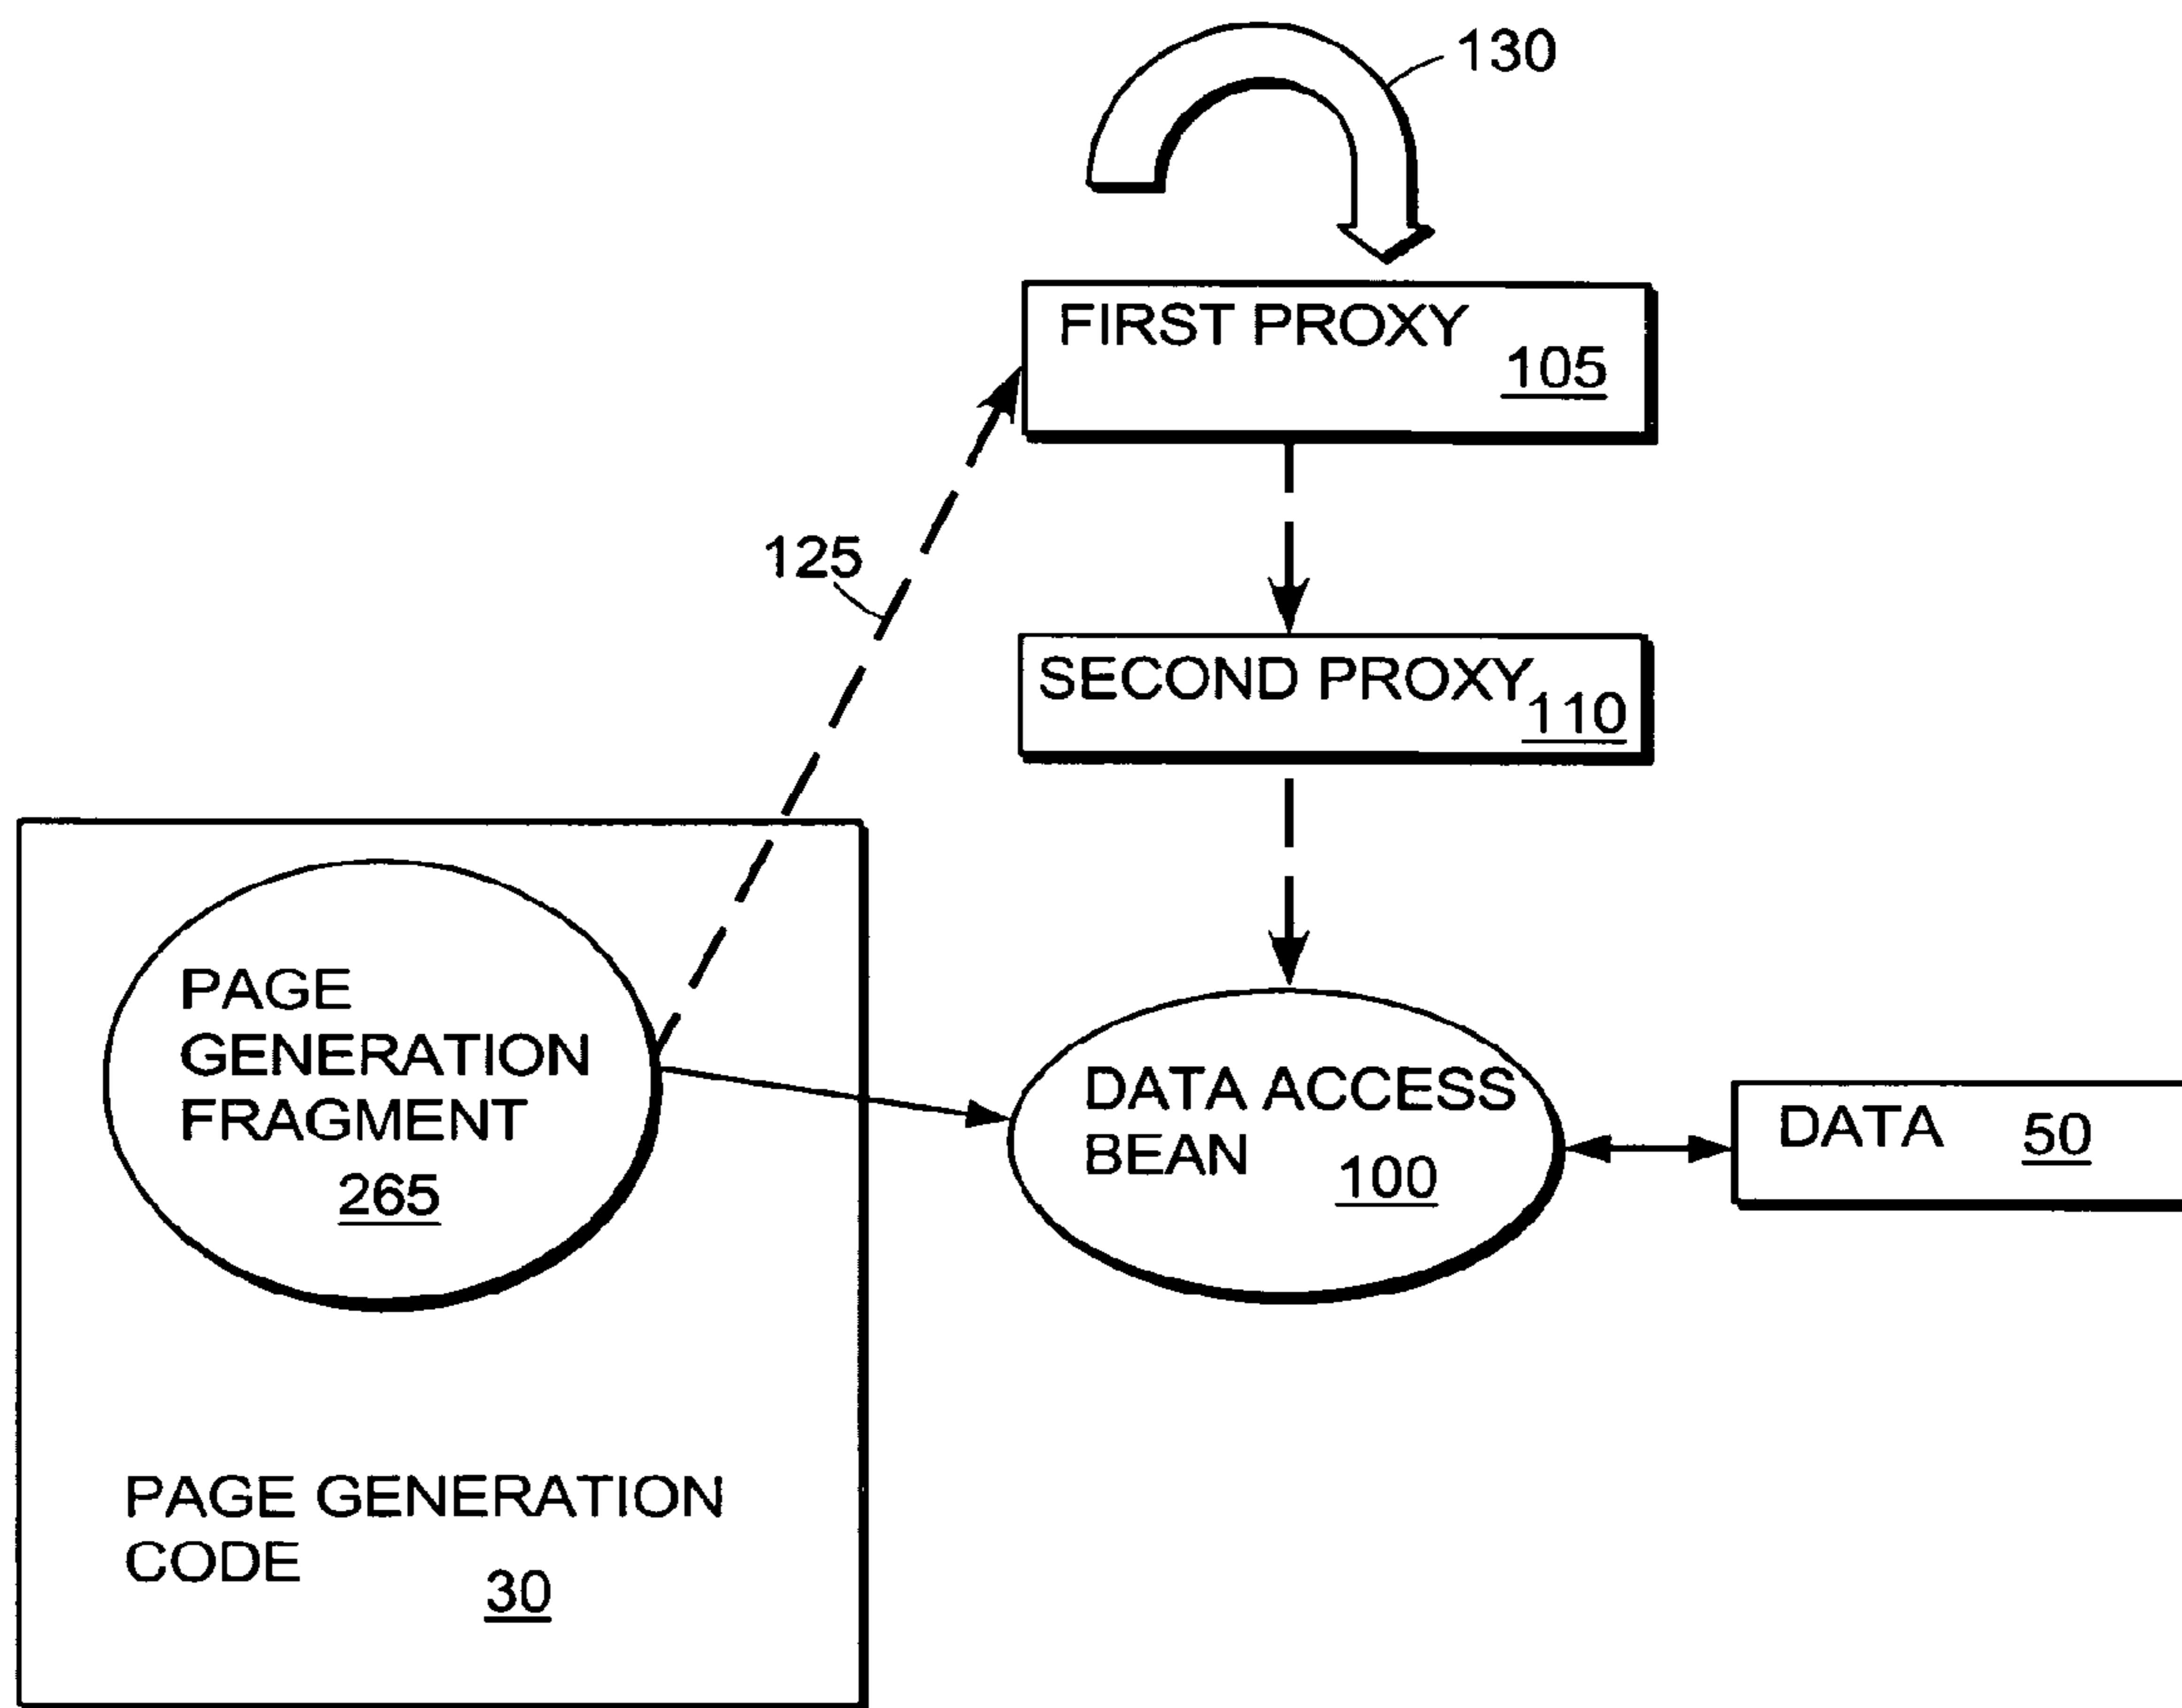 130
FIRST PROXY
105
125
SECOND PROXY
110
PAGE
GENERATION
FRAGMENT
265
DATA ACCESS
BEAN
100
DATA 50
PAGE GENERATION
CODE
30